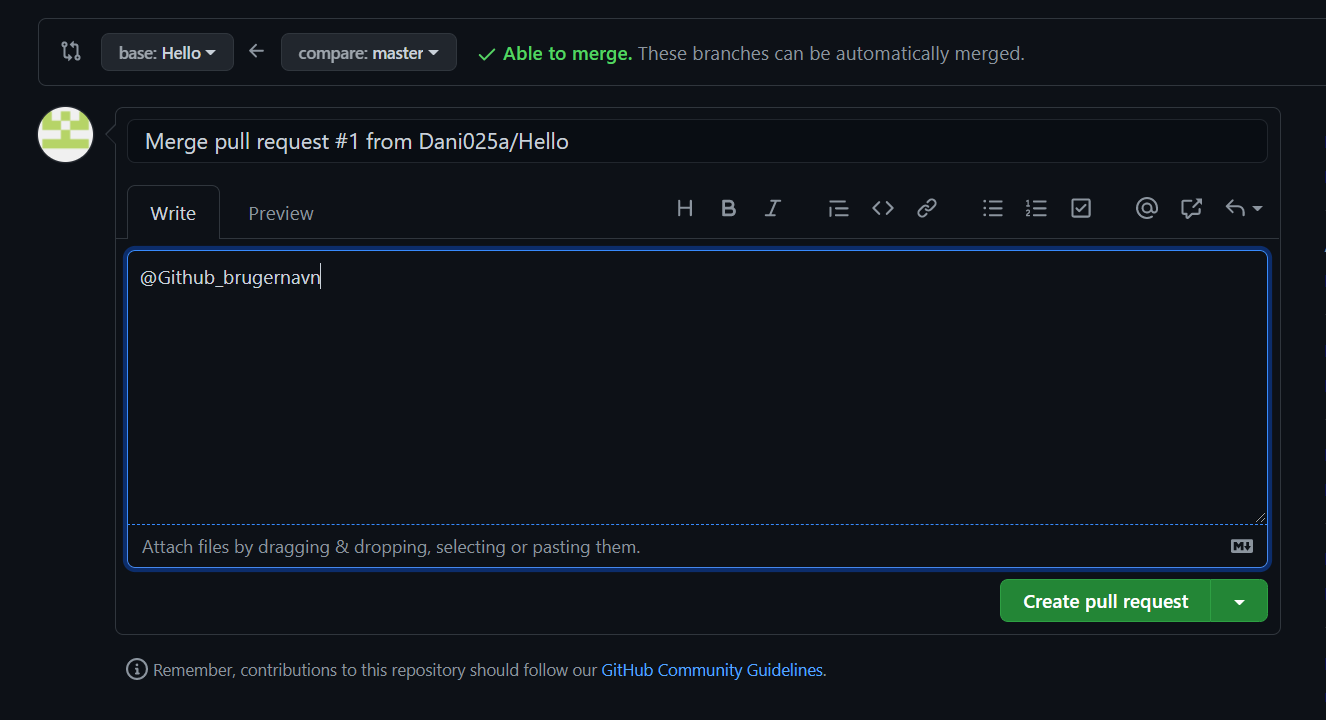 base: Hello compare: master Able to merge. These branches can be automatically merged.
Merge pull request #1 from Dani025a/Hello
Write Preview
@Github_brugernavn
Attach files by dragging & dropping, selecting or pasting them.
Create pull request
Remember, contributions to this repository should follow our GitHub Community Guidelines.